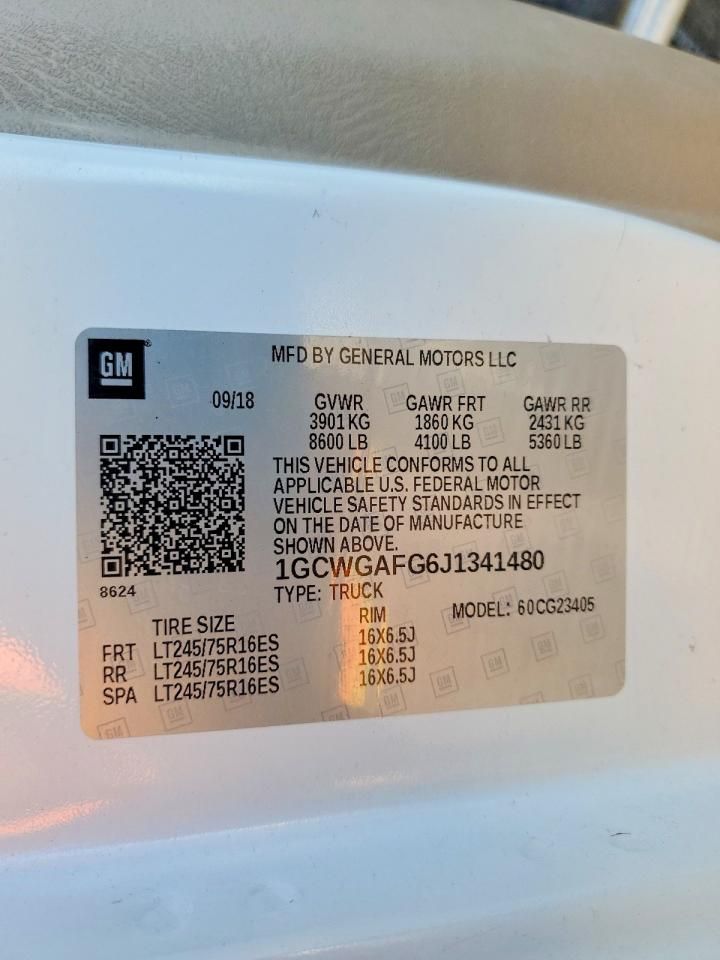 GM
MFD BY GENERAL MOTORS LLC
09/18 GVWR GAWR FRT GAWR RR
3901 KG 1860 KG 2431 KG
8600 LB 4100 LB 5360 LB
THIS VEHICLE CONFORMS TO ALL
APPLICABLE U.S. FEDERAL MOTOR
VEHICLE SAFETY STANDARDS IN EFFECT
ON THE DATE OF MANUFACTURE
SHOWN ABOVE.
1GCWGAFG6J1341480
8624
TYPE: TRUCK
MODEL: 60CG23405
TIRE SIZE RIM
FRT LT245/75R16ES 16X6.5J
RR LT245/75R16ES 16X6.5J
SPA LT245/75R16ES 16X6.5J